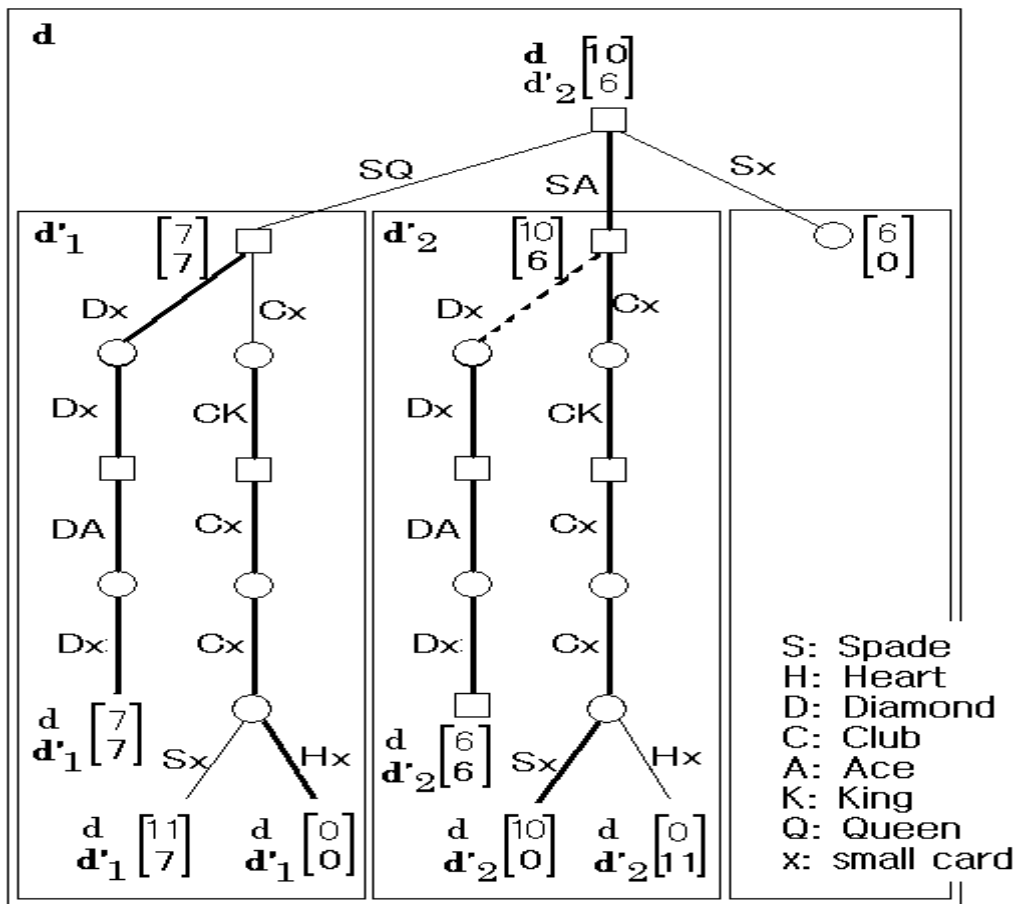 d
d 10
d'2 6
SQ
SA
Sx
d'1
7
7
d'2
10
6
6
0
Dx
Cx
Dx
Cx
Dx
CK
Dx
CK
DA
Cx
DA
Cx
Dx
Cx
Dx
Cx
d 7
d'1 7
Sx
Hx
d 6
d'2 6
Sx
Hx
d 11
d'1 7
d 0
d'1 0
d 10
d'2 0
d 0
d'2 11
S: Spade
H: Heart
D: Diamond
C: Club
A: Ace
K: King
Q: Queen
x: small card